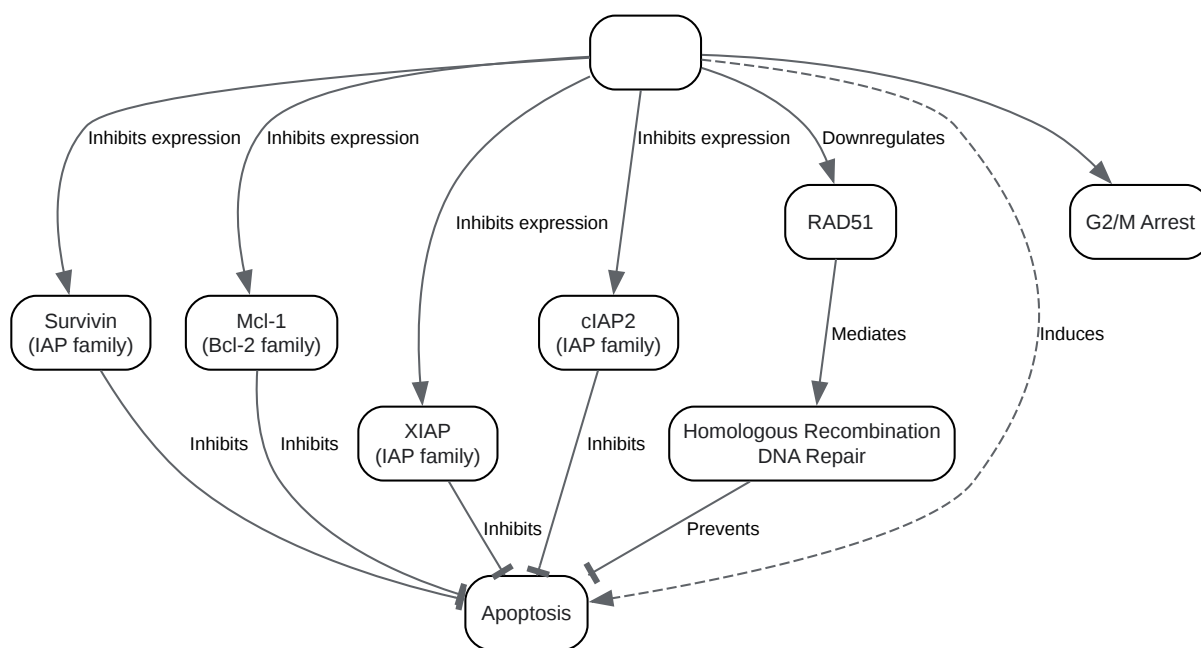 Inhibits expression
Inhibits expression
Inhibits expression
Downregulates
RAD51
G2/M Arrest
Inhibits expression
Survivin
(IAP family)
Mcl-1
(Bcl-2 family)
cIAP2
(IAP family)
Mediates
Induces
XIAP
(IAP family)
Homologous Recombination
DNA Repair
Inhibits
Inhibits
Inhibits
Inhibits
Prevents
Apoptosis